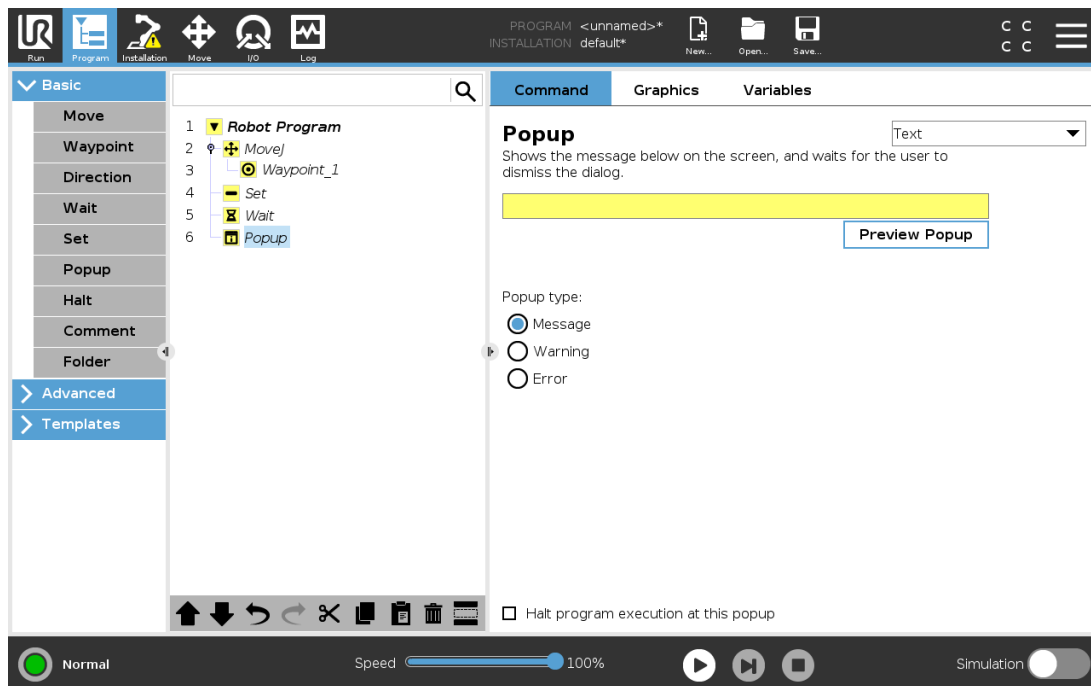 PROGRAM <unnamed>*
INSTALLATION default*
UR
Run
Program
Installation
Move
I/O
Log
New...
Open...
Save...
C C
C C
Basic
Move
Waypoint
Direction
Wait
Set
Popup
Halt
Comment
Folder
Advanced
Templates
1 Robot Program
2 MoveJ
3 Waypoint_1
4 Set
5 Wait
6 Popup
Command Graphics Variables
Popup
Text
Shows the message below on the screen, and waits for the user to
dismiss the dialog.
Preview Popup
Popup type:
Message
Warning
Error
Halt program execution at this popup
Normal
Speed 100%
Simulation